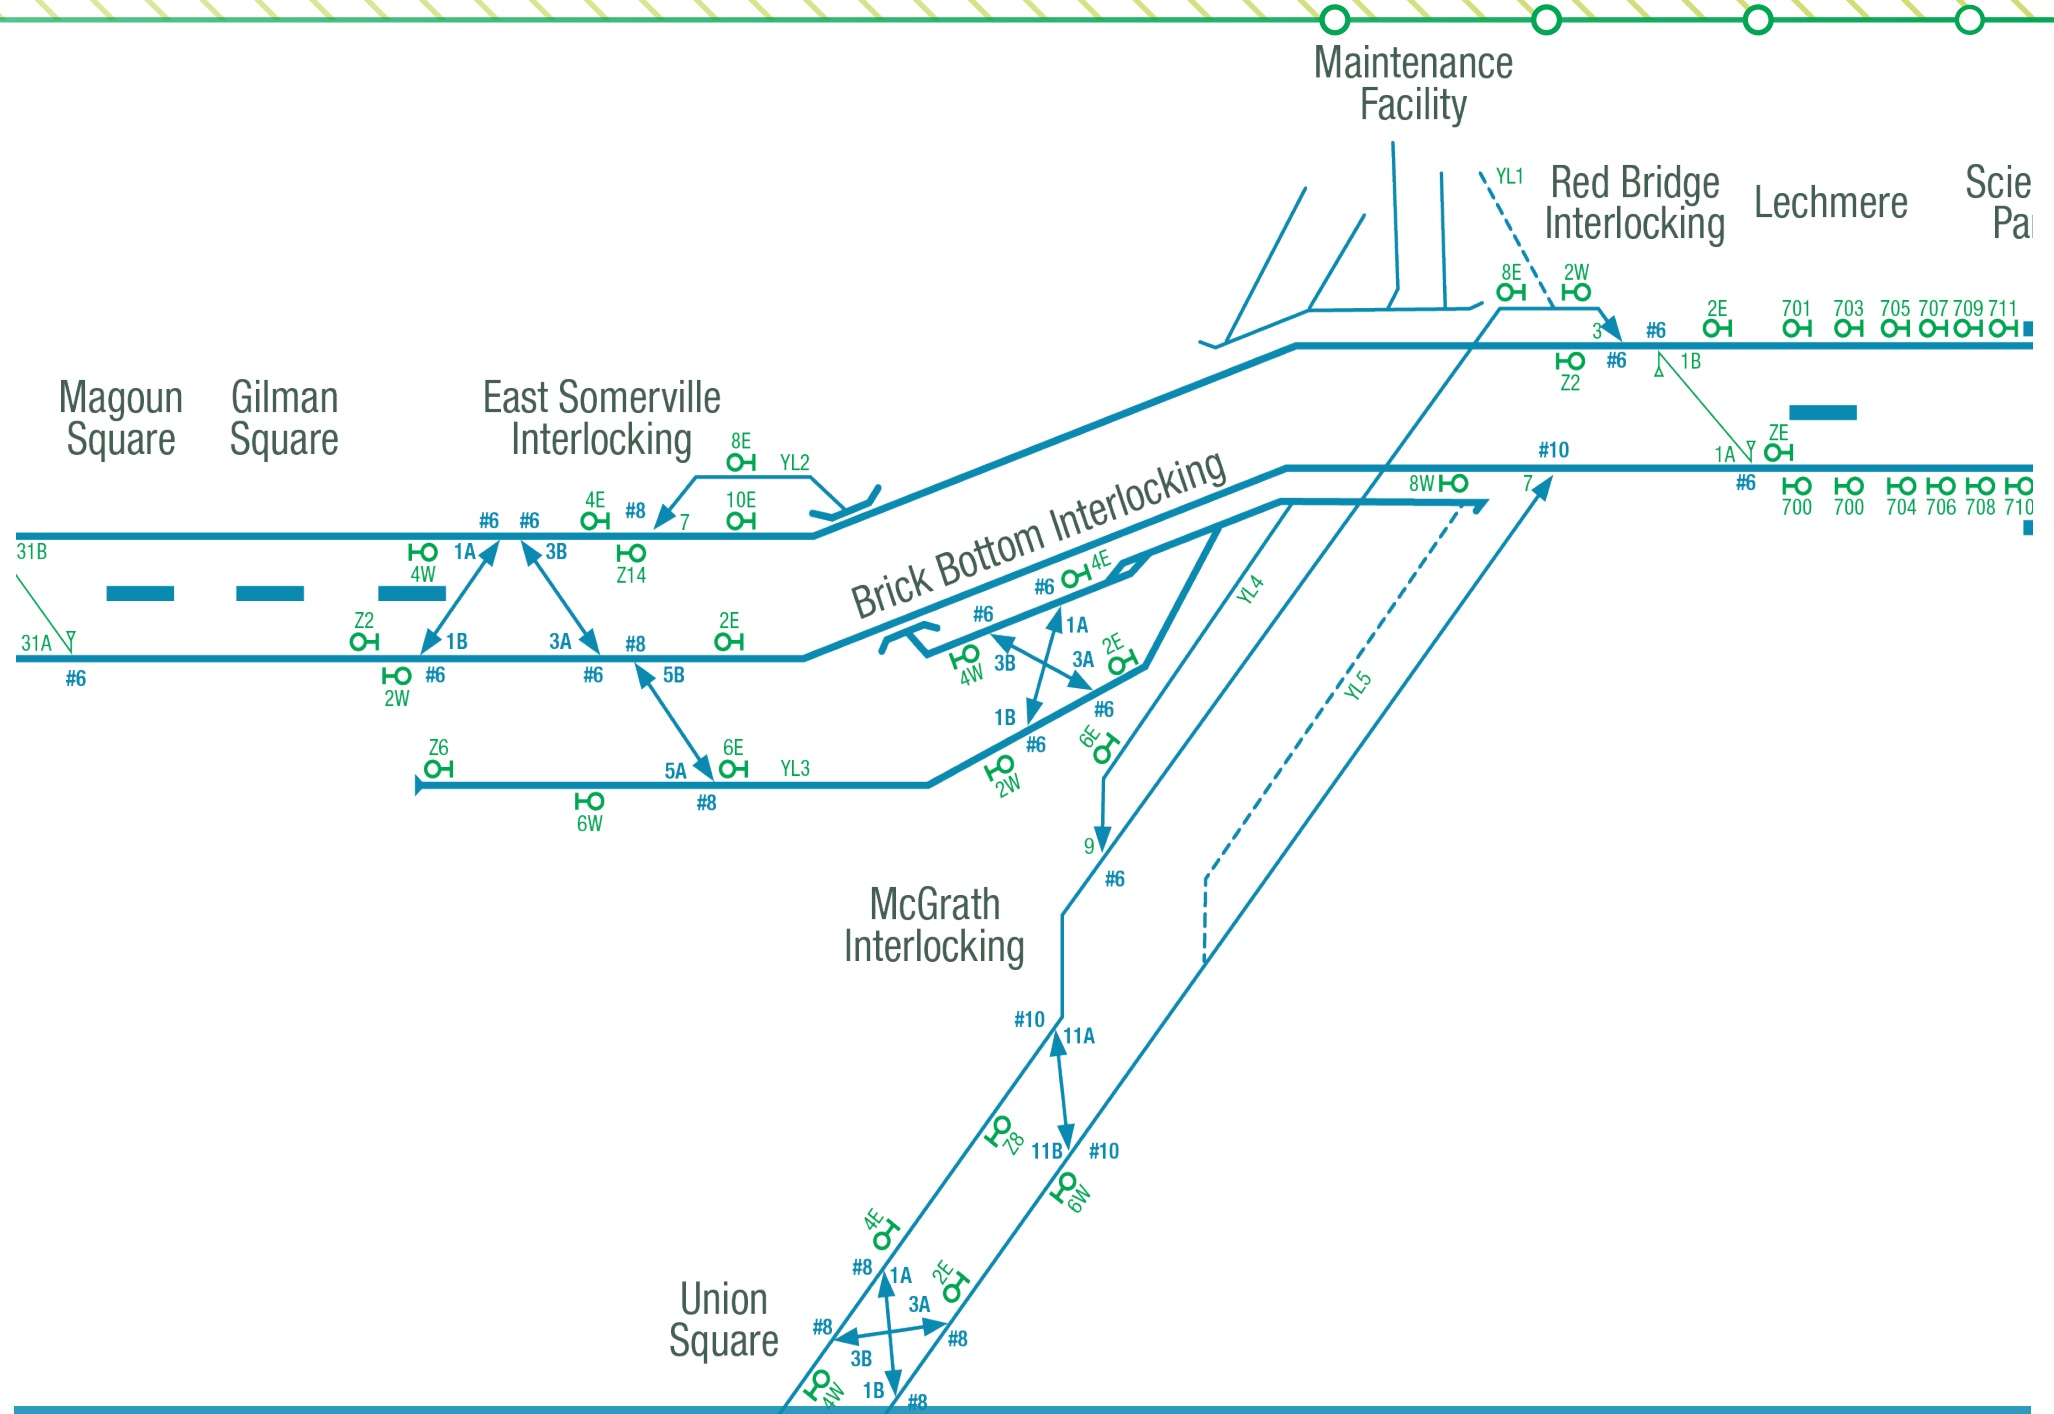 Maintenance
Facility
YL1
Red Bridge
Interlocking
Lechmere
Scie
Pa
8E
2W
3
#6
#6
2E
701
703
705
707
709
711
Z2
1B
Magoun
Square
Gilman
Square
East Somerville
Interlocking
8E
YL2
10E
4E
#8
7
#6
#6
31B
4W
1A
3B
Z14
Brick Bottom Interlocking
8W
#10
7
1A
ZE
#6
700
700
704
706
708
710
31A
#6
Z2
2W
1B
#6
3A
#6
#8
5B
2E
#6
#6
4E
1A
4W
3B
3A
2E
1B
#6
#6
2W
6E
YL4
YL5
Z6
6W
5A
#8
6E
YL3
9
#6
McGrath
Interlocking
#10
11A
Z8
11B
#10
6W
4E
#8
1A
2E
3A
#8
#8
3B
Union
Square
4W
1B
#8